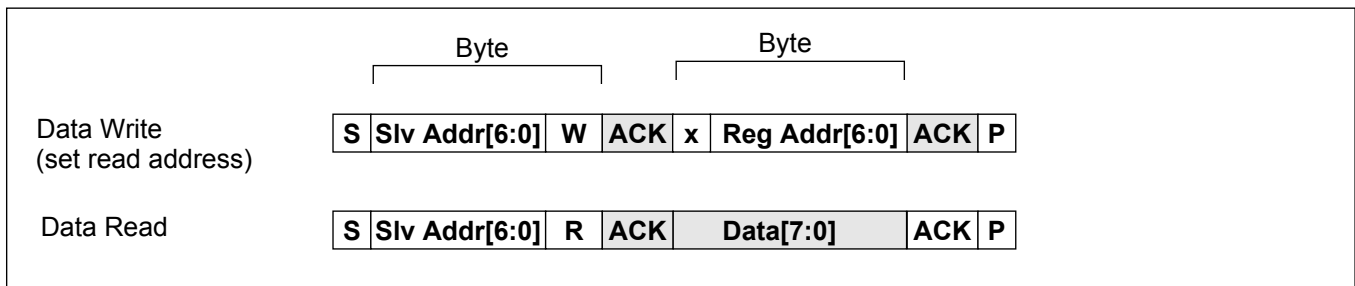 Byte Byte
Data Write
(set read address)
S Slv Addr[6:0] W ACK x Reg Addr[6:0] ACK P
Data Read S Slv Addr[6:0] R ACK Data[7:0] ACK P